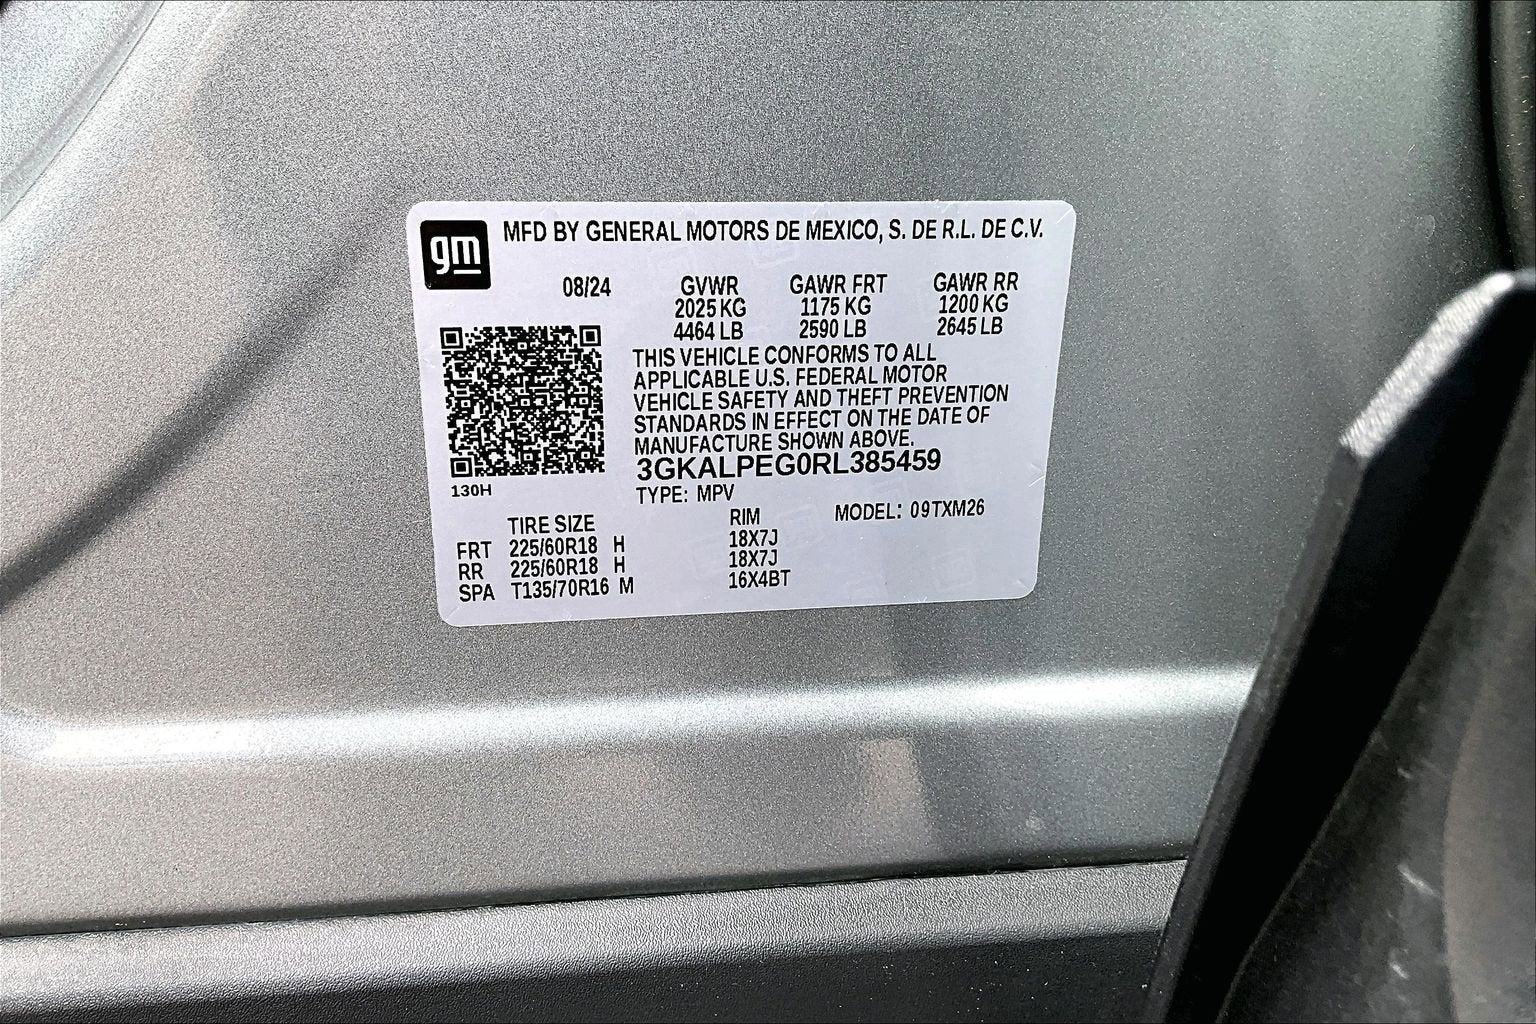 gm
MFD BY GENERAL MOTORS DE MEXICO, S. DE R.L. DE C.V.
08/24 GVWR GAWR FRT GAWR RR
2025 KG 1175 KG 1200 KG
4464 LB 2590 LB 2645 LB
THIS VEHICLE CONFORMS TO ALL
APPLICABLE U.S. FEDERAL MOTOR
VEHICLE SAFETY AND THEFT PREVENTION
STANDARDS IN EFFECT ON THE DATE OF
MANUFACTURE SHOWN ABOVE.
3GKALPEG0RL385459
130H
TYPE: MPV
MODEL: 09TXM26
TIRE SIZE RIM
FRT 225/60R18 H 18X7J
RR 225/60R18 H 18X7J
SPA T135/70R16 M 16X4BT